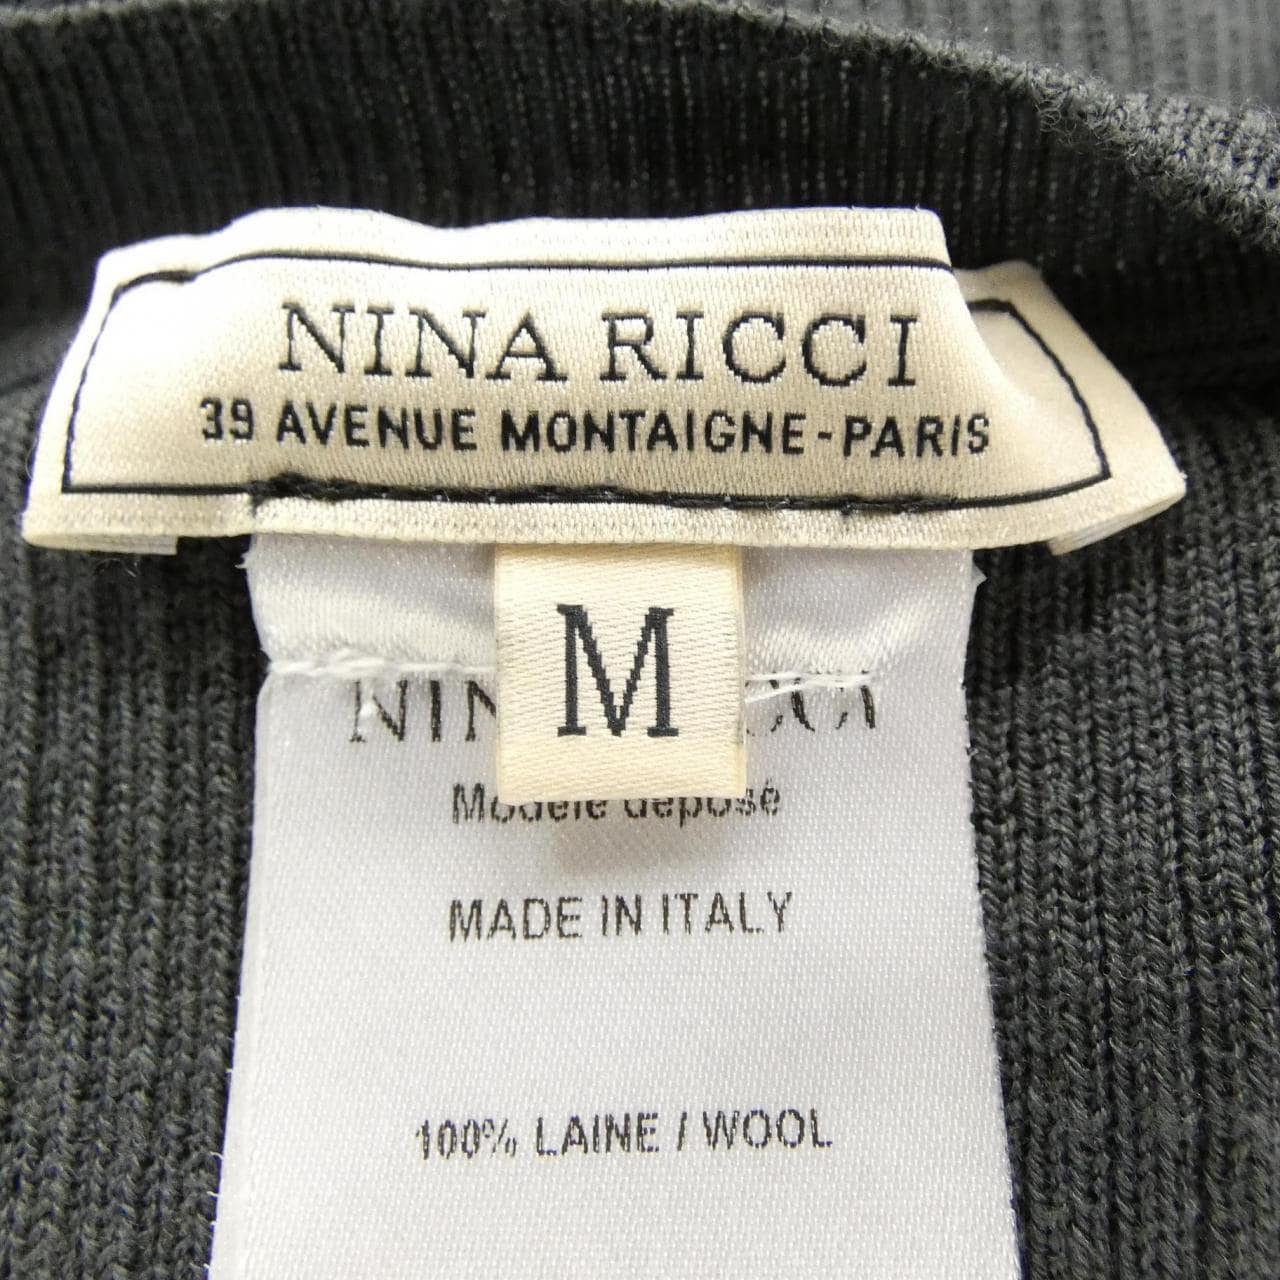 NINA RICCI
39 AVENUE MONTAIGNE-PARIS
M
Modèle déposé
MADE IN ITALY
100% LAINE / WOOL